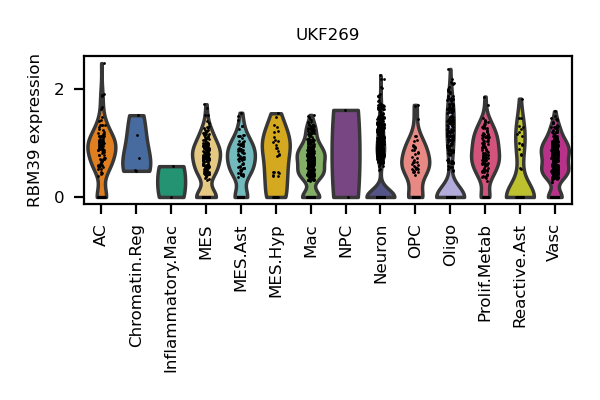 UKF269
RBM39 expression
2
0
AC
Chromatin.Reg
Inflammatory.Mac
MES
MES.Ast
MES.Hyp
Mac
NPC
Neuron
OPC
Oligo
Prolif.Metab
Reactive.Ast
Vasc